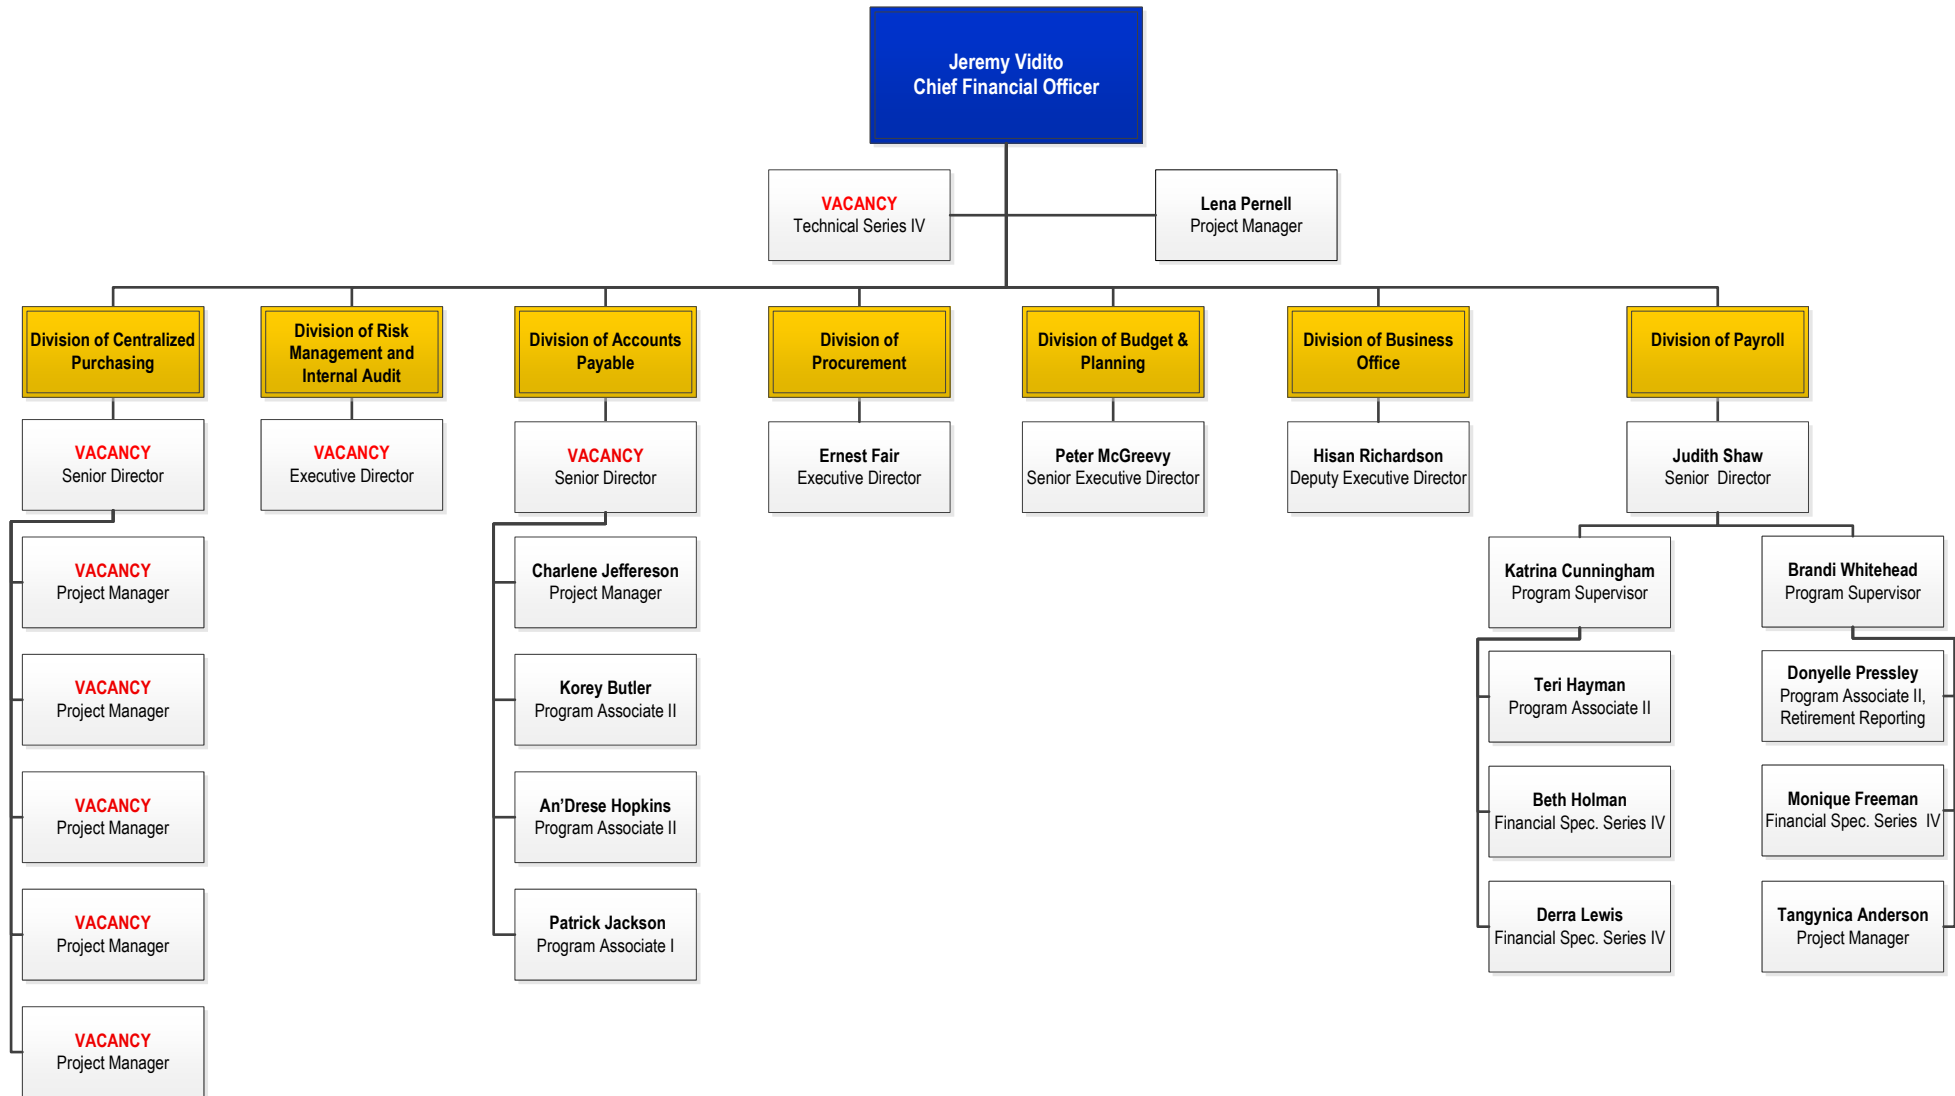 Jeremy Vidito
Chief Financial Officer
VACANCY
Technical Series IV
Lena Pernell
Project Manager
Division of Centralized
Purchasing
Division of Risk
Management and
Internal Audit
Division of Accounts
Payable
Division of
Procurement
Division of Budget &
Planning
Division of Business
Office
Division of Payroll
VACANCY
Senior Director
VACANCY
Executive Director
VACANCY
Senior Director
Ernest Fair
Executive Director
Peter McGreevy
Senior Executive Director
Hisan Richardson
Deputy Executive Director
Judith Shaw
Senior  Director
VACANCY
Project Manager
VACANCY
Project Manager
VACANCY
Project Manager
VACANCY
Project Manager
VACANCY
Project Manager
Charlene Jeffereson
Project Manager
Korey Butler
Program Associate II
An’Drese Hopkins
Program Associate II
Patrick Jackson
Program Associate I
Katrina Cunningham
Program Supervisor
Teri Hayman
Program Associate II
Beth Holman
Financial Spec. Series IV
Derra Lewis
Financial Spec. Series IV
Brandi Whitehead
Program Supervisor
Donyelle Pressley
Program Associate II,
Retirement Reporting
Monique Freeman
Financial Spec. Series  IV
Tangynica Anderson
Project Manager